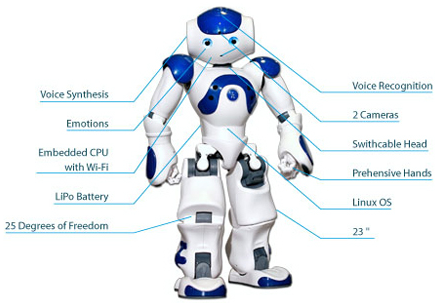 Voice Synthesis
Emotions
Embedded CPU
with Wi-Fi
LiPo Battery
25 Degrees of Freedom
Voice Recognition
2 Cameras
Swithcable Head
Prehensive Hands
Linux OS
23 "